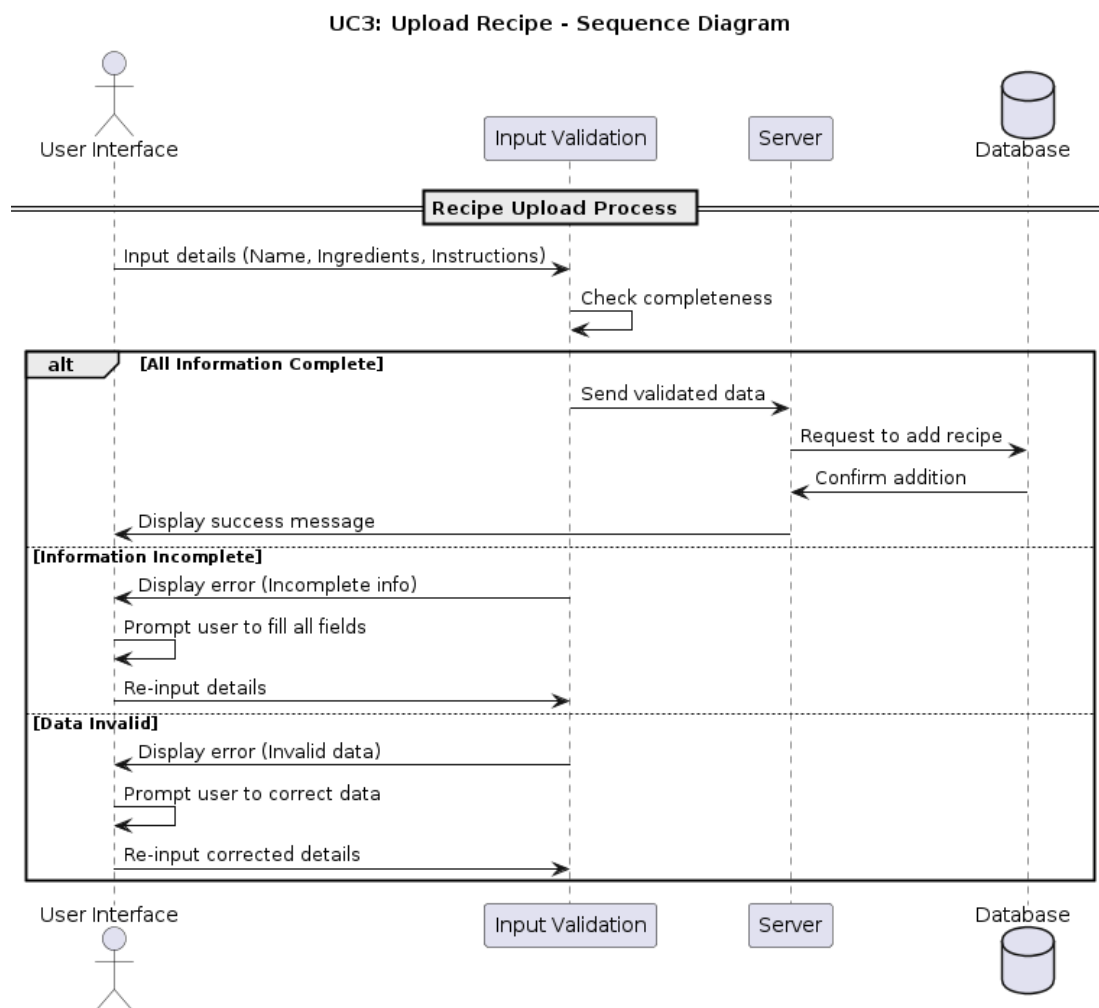 UC3: Upload Recipe - Sequence Diagram
User Interface
Input Validation
Server
Database
Recipe Upload Process
Input details (Name, Ingredients, Instructions)
Check completeness
alt
[All Information Complete]
Send validated data
Request to add recipe
Confirm addition
Display success message
[Information Incomplete]
Display error (Incomplete info)
Prompt user to fill all fields
Re-input details
[Data Invalid]
Display error (Invalid data)
Prompt user to correct data
Re-input corrected details
User Interface
Input Validation
Server
Database